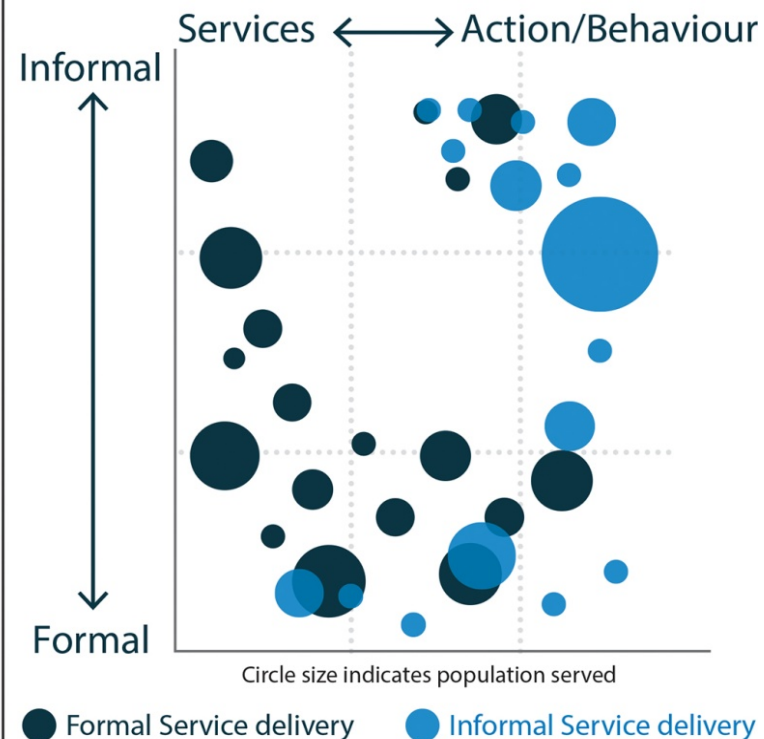 Services Action/Behaviour
Informal
Formal
Circle size indicates population served
Formal Service delivery Informal Service delivery